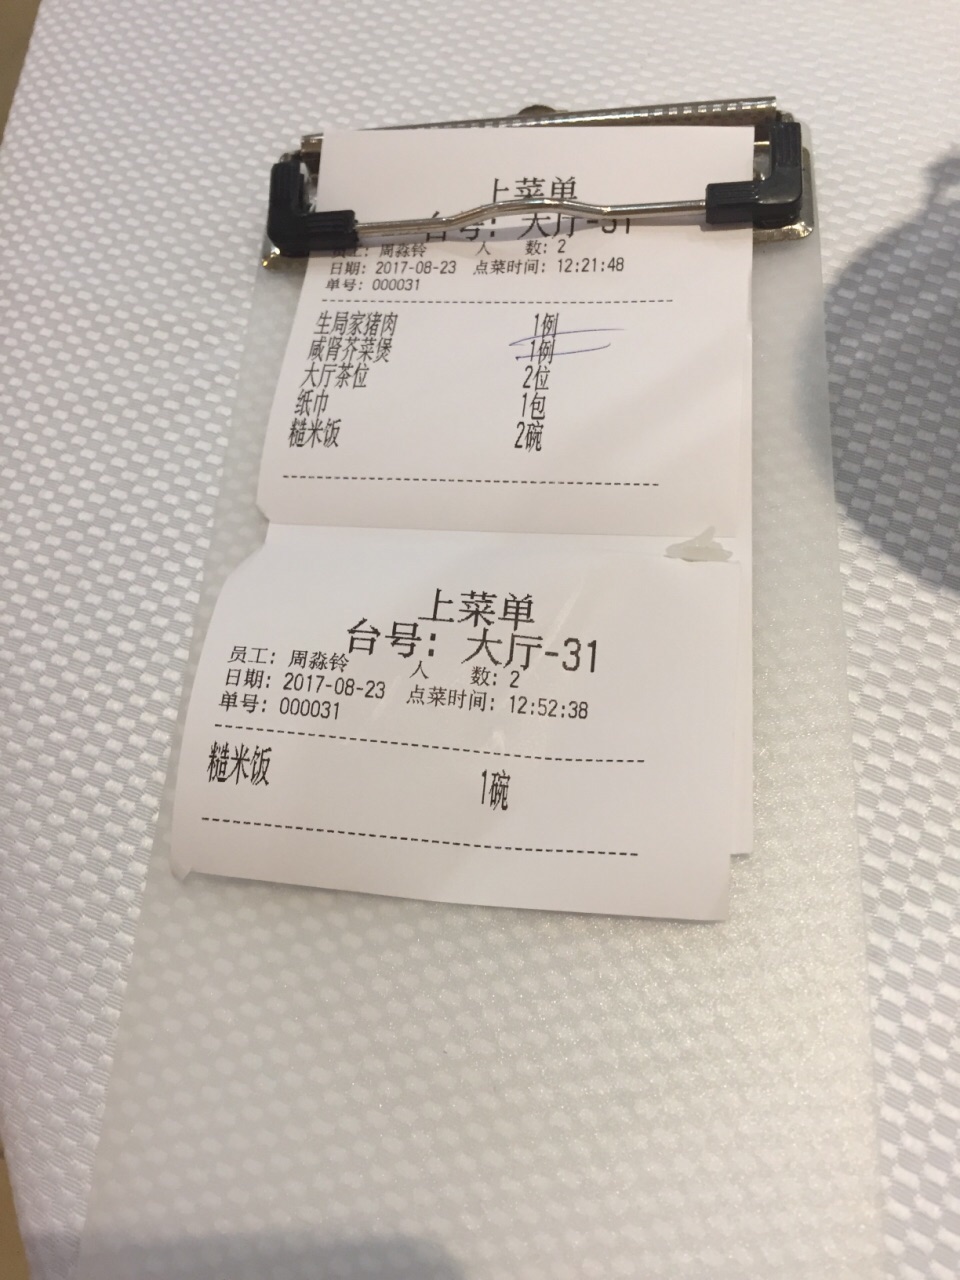 上菜单
台号: 大厅-31
员工: 周淼铃 人 数: 2
日期: 2017-08-23 点菜时间: 12:21:48
单号: 000031
生局家猪肉 1例
咸肾芥菜煲 1例
大厅茶位 2位
纸巾 1包
糙米饭 2碗
上菜单
台号: 大厅-31
员工: 周淼铃 人 数: 2
日期: 2017-08-23 点菜时间: 12:52:38
单号: 000031
糙米饭 1碗